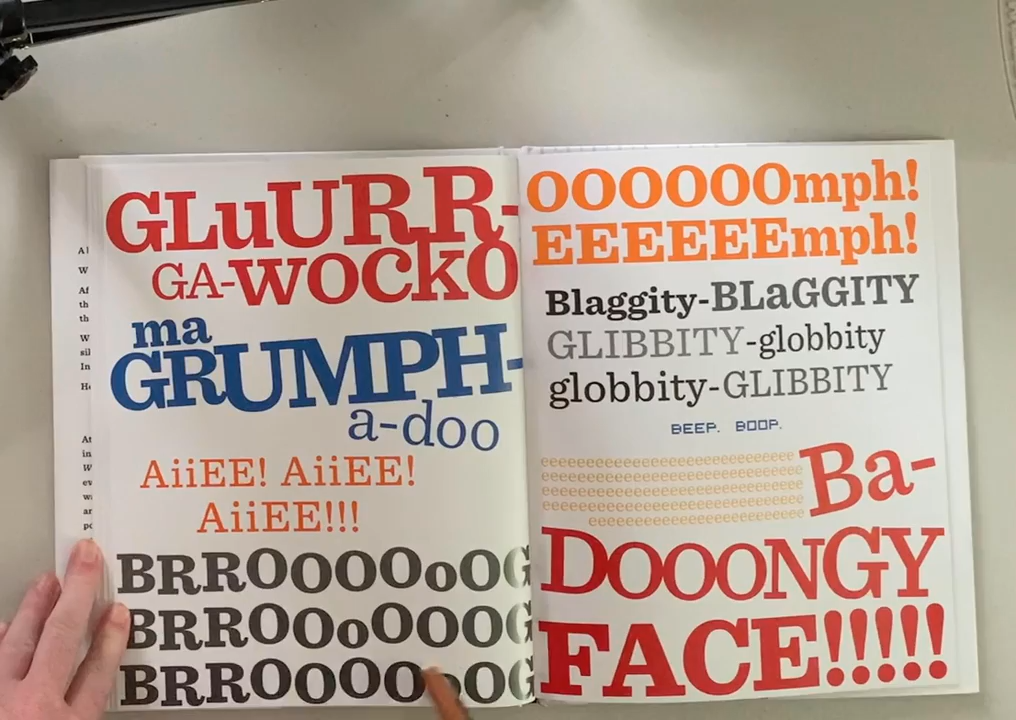 GLuURR-
GA-WOCkO
ma
GRUMPH-
a-doo
AiiEE! AiiEE!
AiiEE!!!
BRROOOOoOG
BRROOoOOOG
BRROOOOOoOG
OOOOOOmph!
EEEEEEmph!
Blaggity-BLaGGITY
GLIBBITY-globbity
globbity-GLIBBITY
BEEP. BOOP.
Ba-
DOOONGY
FACE!!!!!